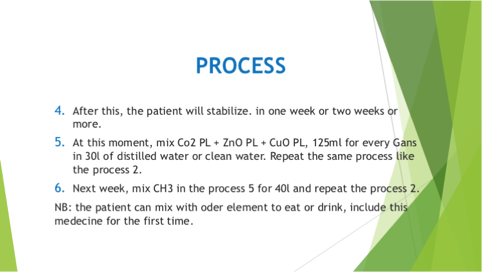 PROCESS
4. After this, the patient will stabilize. in one week or two weeks or
more.
5. At this moment, mix Co2 PL + ZnO PL + CuO PL, 125ml for every Gans
in 30l of distilled water or clean water. Repeat the same process like
the process 2.
6. Next week, mix CH3 in the process 5 for 40l and repeat the process 2.
NB: the patient can mix with oder element to eat or drink, include this
medecine for the first time.